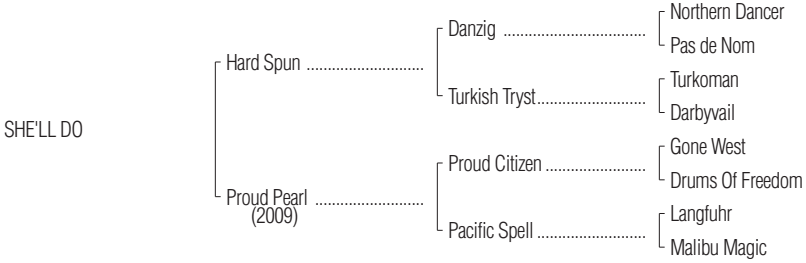 Northern Dancer
Danzig ................................
Pas de Nom
Hard Spun ...........................
Turkoman
Turkish Tryst.........................
Darbyvail
SHE'LL DO
Gone West
Proud Citizen .......................
Drums Of Freedom
Proud Pearl .........................
(2009)
Langfuhr
Pacific Spell .........................
Malibu Magic